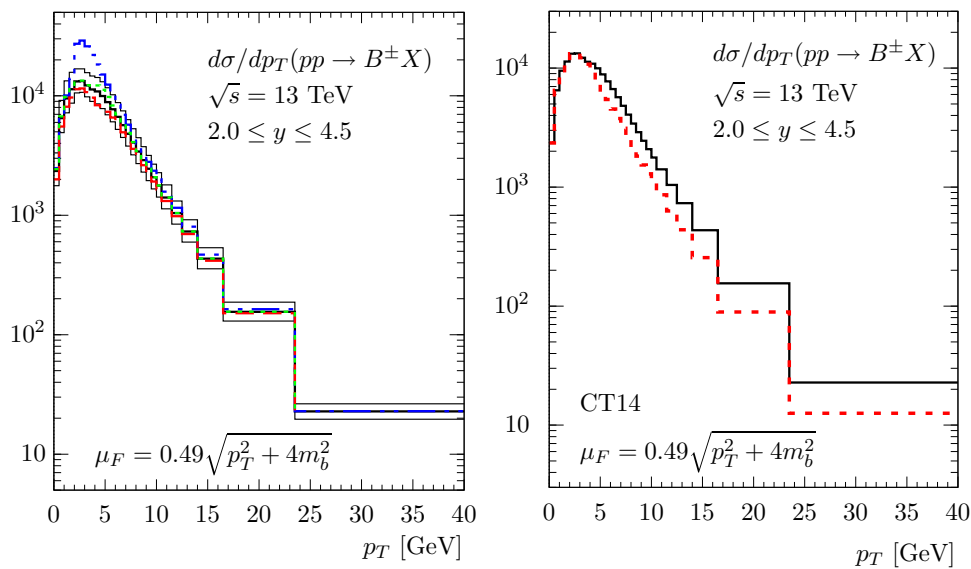 dσ/dp_T(pp → B^±X)
√s = 13 TeV
2.0 ≤ y ≤ 4.5
10^4
10^3
10^2
10
μ_F = 0.49√(p_T^2 + 4m_b^2)
0 5 10 15 20 25 30 35 40
p_T [GeV]
dσ/dp_T(pp → B^±X)
√s = 13 TeV
2.0 ≤ y ≤ 4.5
10^4
10^3
10^2
10
CT14
μ_F = 0.49√(p_T^2 + 4m_b^2)
0 5 10 15 20 25 30 35 40
p_T [GeV]